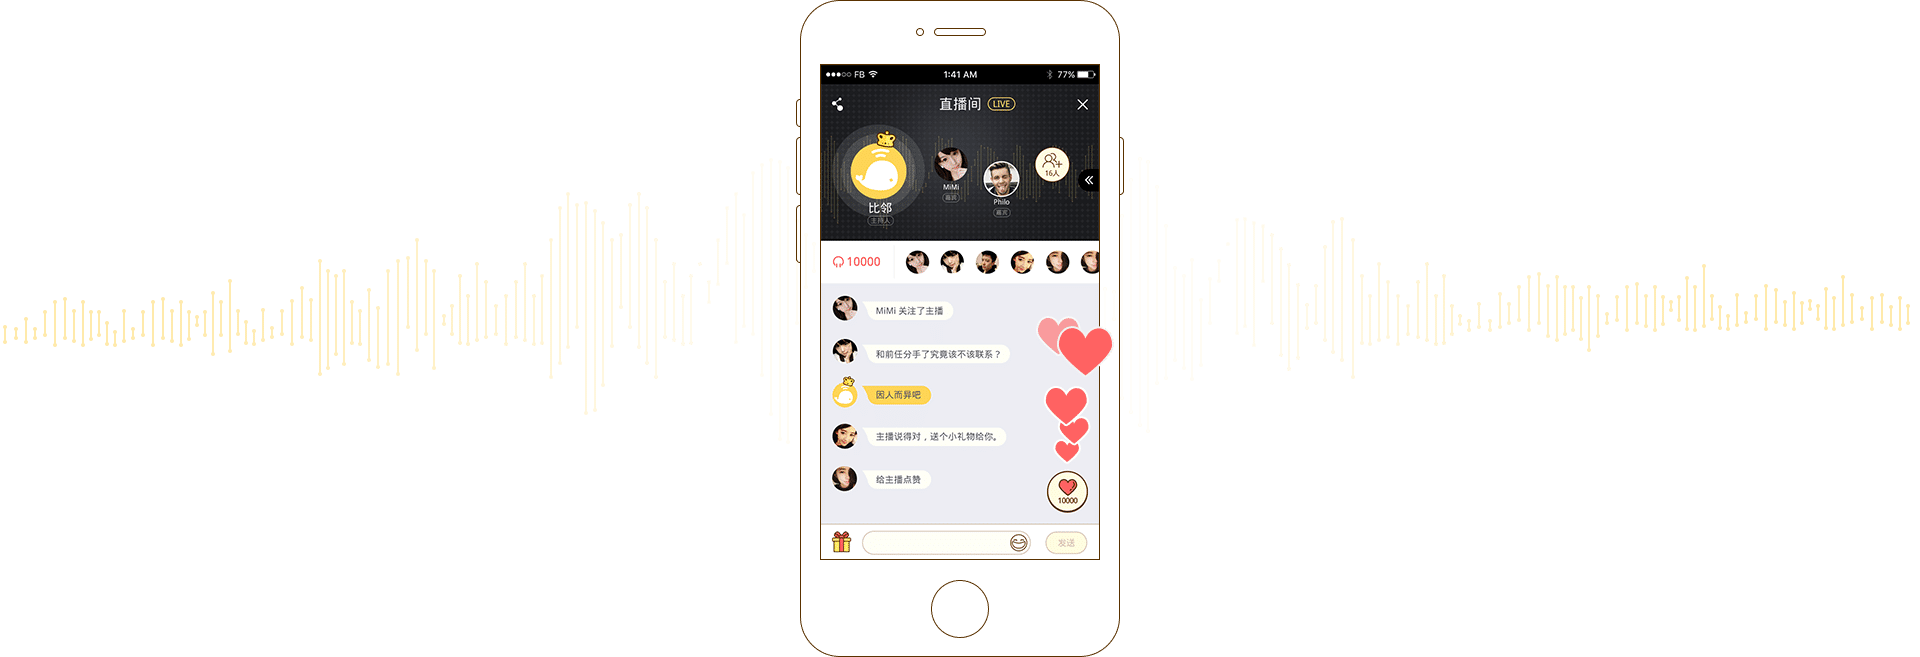 FB 1:41 AM 77%
直播间 LIVE
16人
MiMi
嘉宾
Philo
嘉宾
比邻
主持人
10000
MiMi 关注了主播
和前任分手了究竟该不该联系？
因人而异吧
主播说得对，送个小礼物给你。
给主播点赞
10000
发送